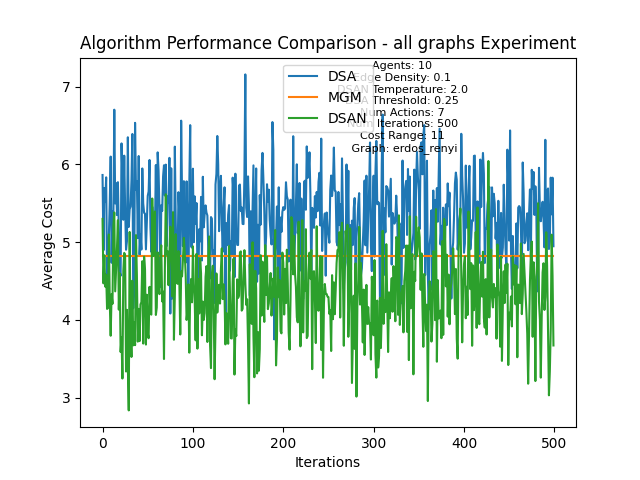 Algorithm Performance Comparison - all graphs Experiment
Agents: 10
Edge Density: 0.1
DSAN Temperature: 2.0
Threshold: 0.25
Num Actions: 7
Num Iterations: 500
Cost Range: 11
Graph: erdos_renyi
DSA
MGM
DSAN
Average Cost
7
6
5
4
3
0
100
200
300
400
500
Iterations